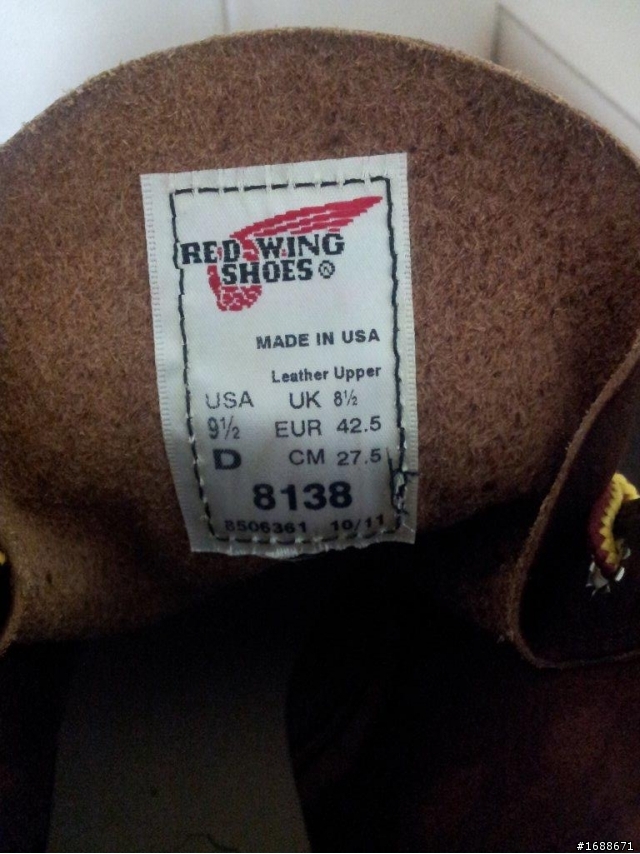 RED WING
SHOES®
MADE IN USA
Leather Upper
USA UK 8½
9½ EUR 42.5
D CM 27.5
8138
8506361 10/11
#1688671